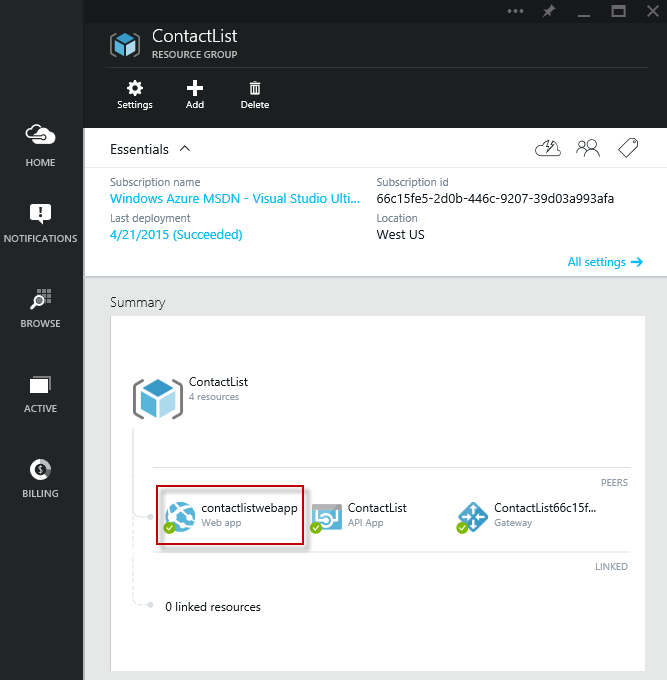 ContactList
RESOURCE GROUP
Settings
Add
Delete
HOME
NOTIFICATIONS
BROWSE
ACTIVE
BILLING
Essentials
Subscription name
Windows Azure MSDN - Visual Studio Ulti...
Last deployment
4/21/2015 (Succeeded)
Subscription id
66c15fe5-2d0b-446c-9207-39d03a993afa
Location
West US
All settings
Summary
ContactList
4 resources
PEERS
contactlistwebapp
Web app
ContactList
API App
ContactList66c15f...
Gateway
LINKED
0 linked resources